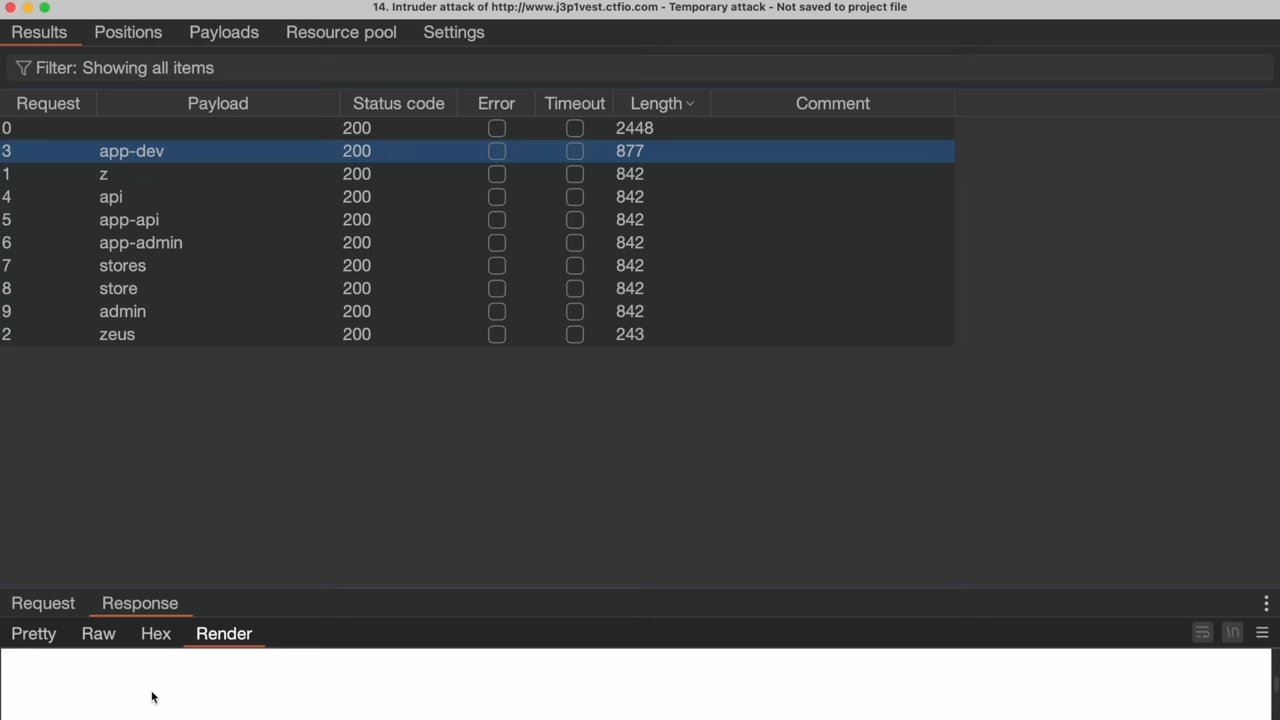 14. Intruder attack of http://www.j3p1vest.ctfio.com - Temporary attack - Not saved to project file
Results Positions Payloads Resource pool Settings
Filter: Showing all items
Request Payload Status code Error Timeout Length Comment
0 200 2448
3 app-dev 200 877
1 z 200 842
4 api 200 842
5 app-api 200 842
6 app-admin 200 842
7 stores 200 842
8 store 200 842
9 admin 200 842
2 zeus 200 243
Request Response
Pretty Raw Hex Render \n